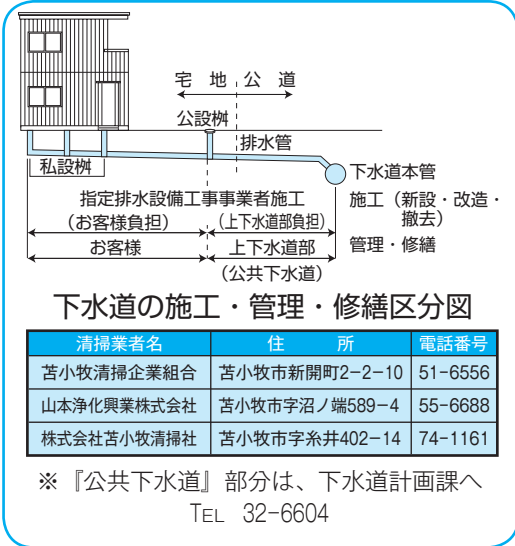 宅 地 公 道
公設桝
排水管
私設桝
下水道本管
指定排水設備工事事業者施工
施工（新設・改造・
撤去）
（お客様負担）（上下水道部負担）
お客様 上下水道部
管理・修繕
（公共下水道）
下水道の施工・管理・修繕区分図
清掃業者名 住 所 電話番号
苫小牧清掃企業組合 苫小牧市新開町2−2−10 51-6556
山本浄化興業株式会社 苫小牧市字沼ノ端589−4 55-6688
株式会社苫小牧清掃社 苫小牧市字糸井402−14 74-1161
※『公共下水道』部分は、下水道計画課へ
TEL 32-6604